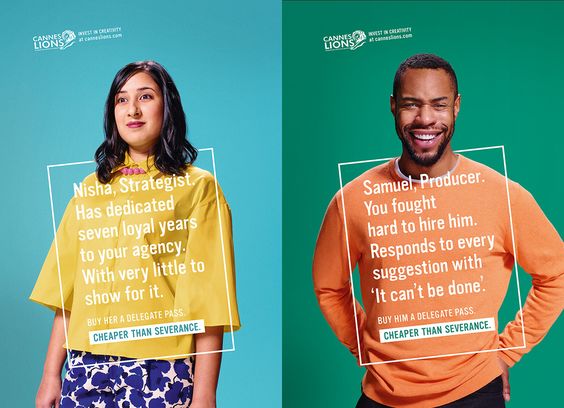 CANNES
LIONS
INVEST IN CREATIVITY
at canneslions.com
Nisha, Strategist.
Has dedicated
seven loyal years
to your agency.
With very little to
show for it.
BUY HER A DELEGATE PASS.
CHEAPER THAN SEVERANCE.
CANNES
LIONS
INVEST IN CREATIVITY
at canneslions.com
Samuel, Producer.
You fought
hard to hire him.
Responds to every
suggestion with
‘It can’t be done’.
BUY HIM A DELEGATE PASS.
CHEAPER THAN SEVERANCE.